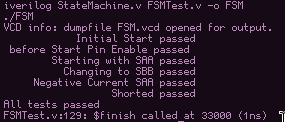 iverilog StateMachine.v FSMTest.v -o FSM
./FSM
VCD info: dumpfile FSM.vcd opened for output.
Initial Start passed
before Start Pin Enable passed
Starting with SAA passed
Changing to SBB passed
Negative Current SAA passed
Shorted passed
All tests passed
FSMTest.v:129: $finish called at 33000 (1ns)